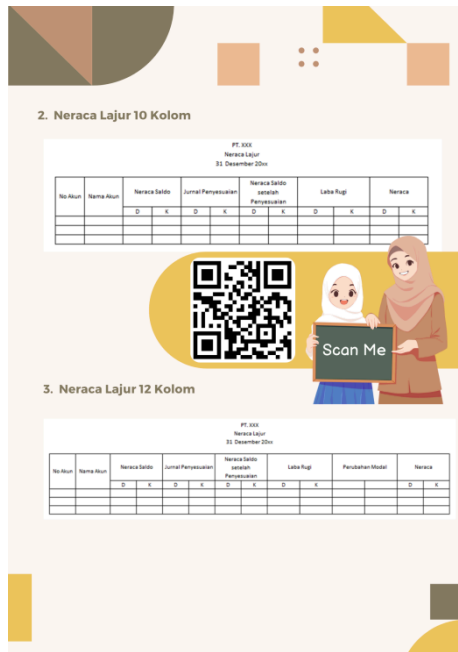 2. Neraca Lajur 10 Kolom
PT. XXX
Neraca Lajur
31 Desember 20xx
No Akun Nama Akun Neraca Saldo Jurnal Penyesuaian Neraca Saldo setelah Penyesuaian Laba Rugi Neraca
D K D K D K D K D K
Scan Me
3. Neraca Lajur 12 Kolom
PT. XXX
Neraca Lajur
31 Desember 20xx
No Akun Nama Akun Neraca Saldo Jurnal Penyesuaian Neraca Saldo setelah Penyesuaian Laba Rugi Perubahan Model Neraca
D K D K D K D K D K